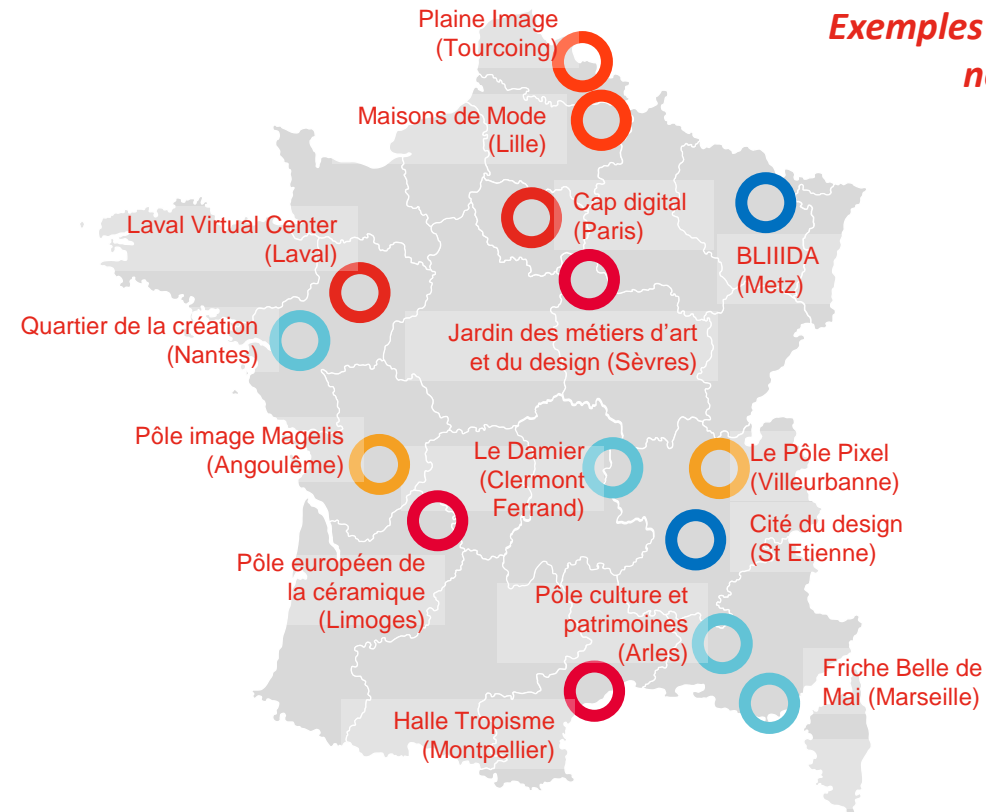 Exemples
Plaine Image
(Tourcoing)
Maisons de Mode
(Lille)
Cap digital
(Paris)
Laval Virtual Center
(Laval)
BLIIIDA
(Metz)
Quartier de la création
(Nantes)
Jardin des métiers d’art
et du design (Sèvres)
Pôle image Magelis
(Angoulême)
Le Damier
(Clermont
Ferrand)
Le Pôle Pixel
(Villeurbanne)
Cité du design
(St Etienne)
Pôle européen de
la céramique
(Limoges)
Pôle culture et
patrimoines
(Arles)
Friche Belle de
Mai (Marseille)
Halle Tropisme
(Montpellier)